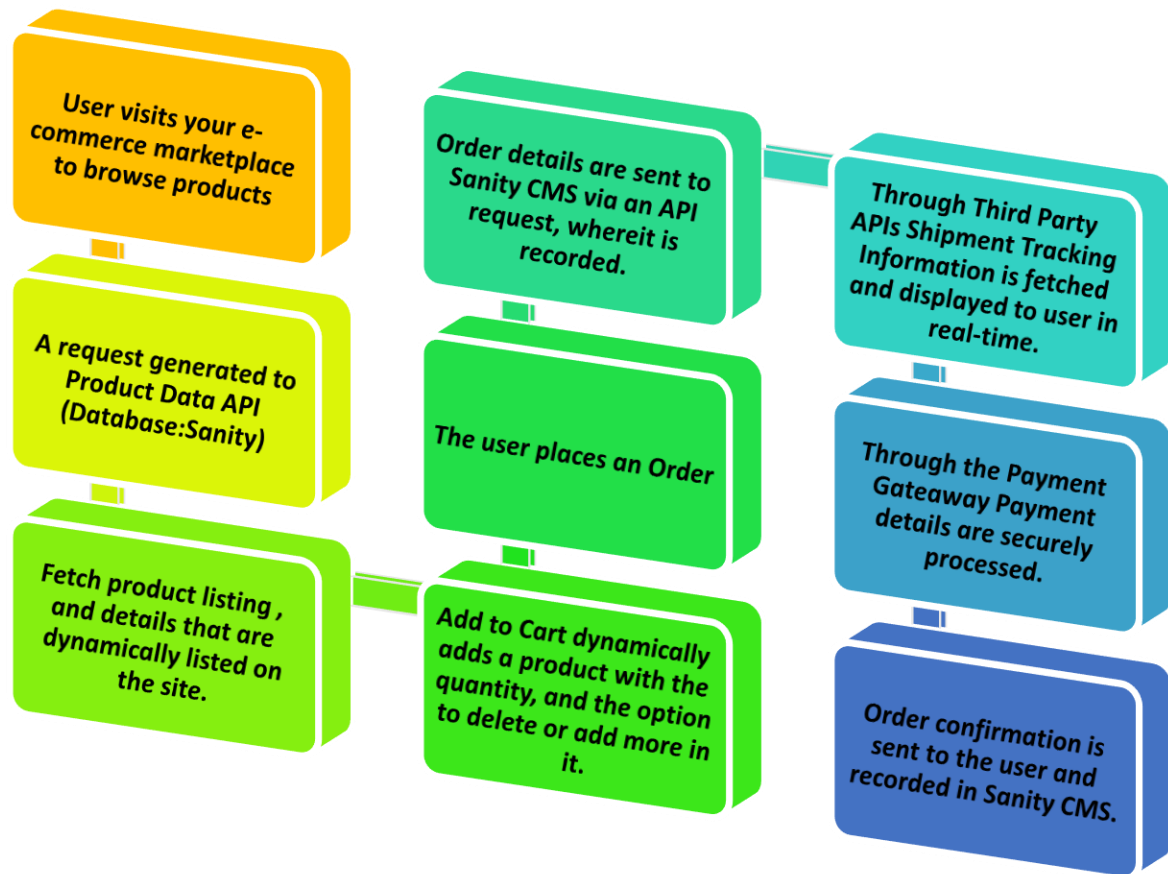 User visits your e-
commerce marketplace
to browse products
A request generated to
Product Data API
(Database:Sanity)
Fetch product listing ,
and details that are
dynamically listed on
the site.
Add to Cart dynamically
adds a product with the
quantity, and the option
to delete or add more in
it.
The user places an Order
Order details are sent to
Sanity CMS via an API
request, whereit is
recorded.
Through Third Party
APIs Shipment Tracking
Information is fetched
and displayed to user in
real-time.
Through the Payment
Gateaway Payment
details are securely
processed.
Order confirmation is
sent to the user and
recorded in Sanity CMS.